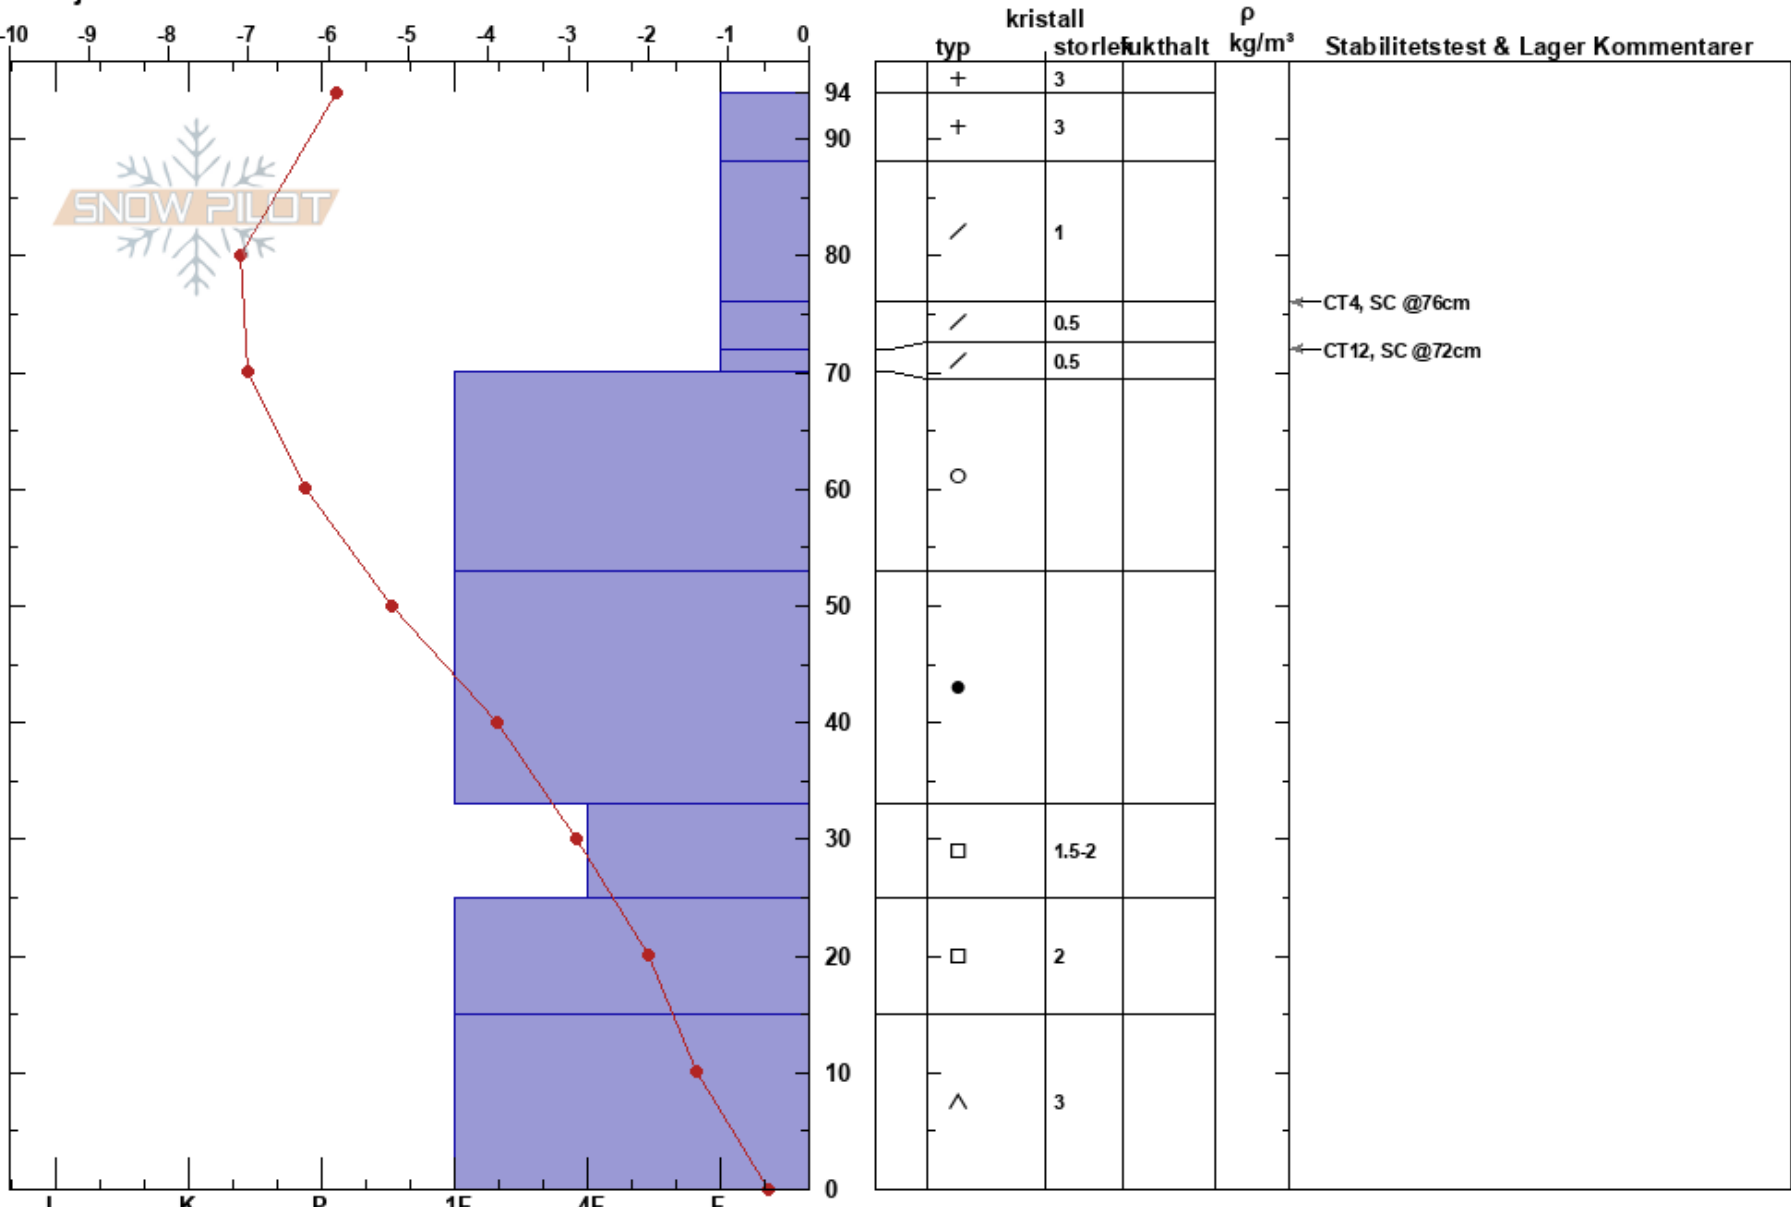 kristall ρ
-10 -9 -8 -7 -6 -5 -4 -3 -2 -1 0 typ storlek fukthalt kg/m³ Stabilitetstest & Lager Kommentarer
+ 3
94
+ 3
90
SNOW PILOT
1
80
CT4, SC @76cm
0.5
CT12, SC @72cm
0.5
70
60
50
40
30 1.5-2
20 2
10
3
0
I K P 1F 4F F